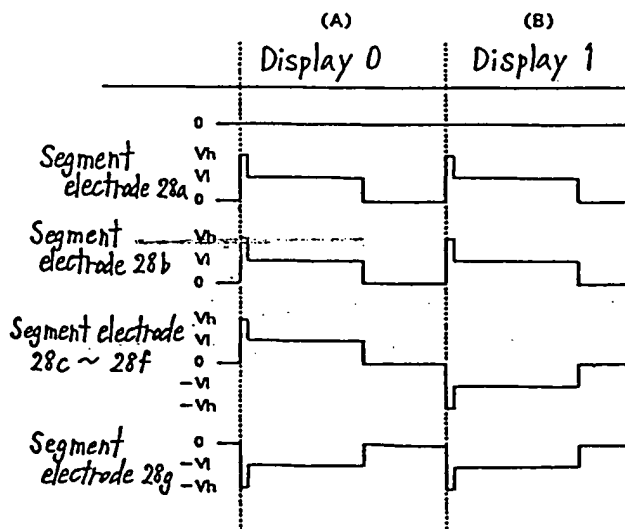 (A) (B)
Display 0 Display 1
0
Vh
Segment Vl
electrode 28a 0
Segment Vh
electrode 28b Vl
0
Segment electrode Vh
28c ~ 28f Vl
0
-Vl
-Vh
Segment 0
electrode 28g -Vl
-Vh